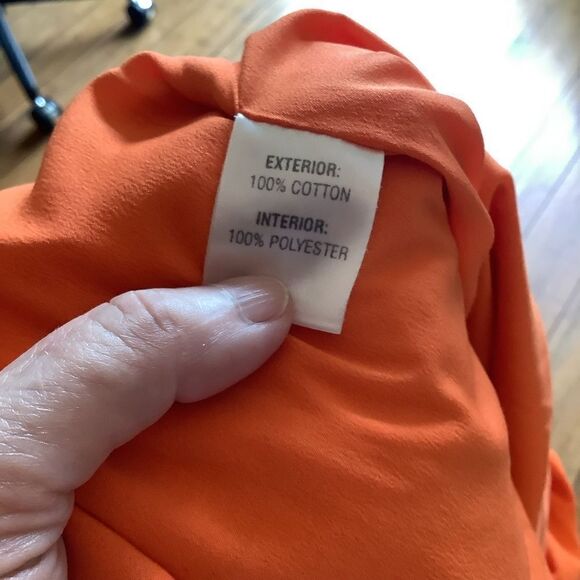 EXTERIOR:
100% COTTON
INTERIOR:
100% POLYESTER